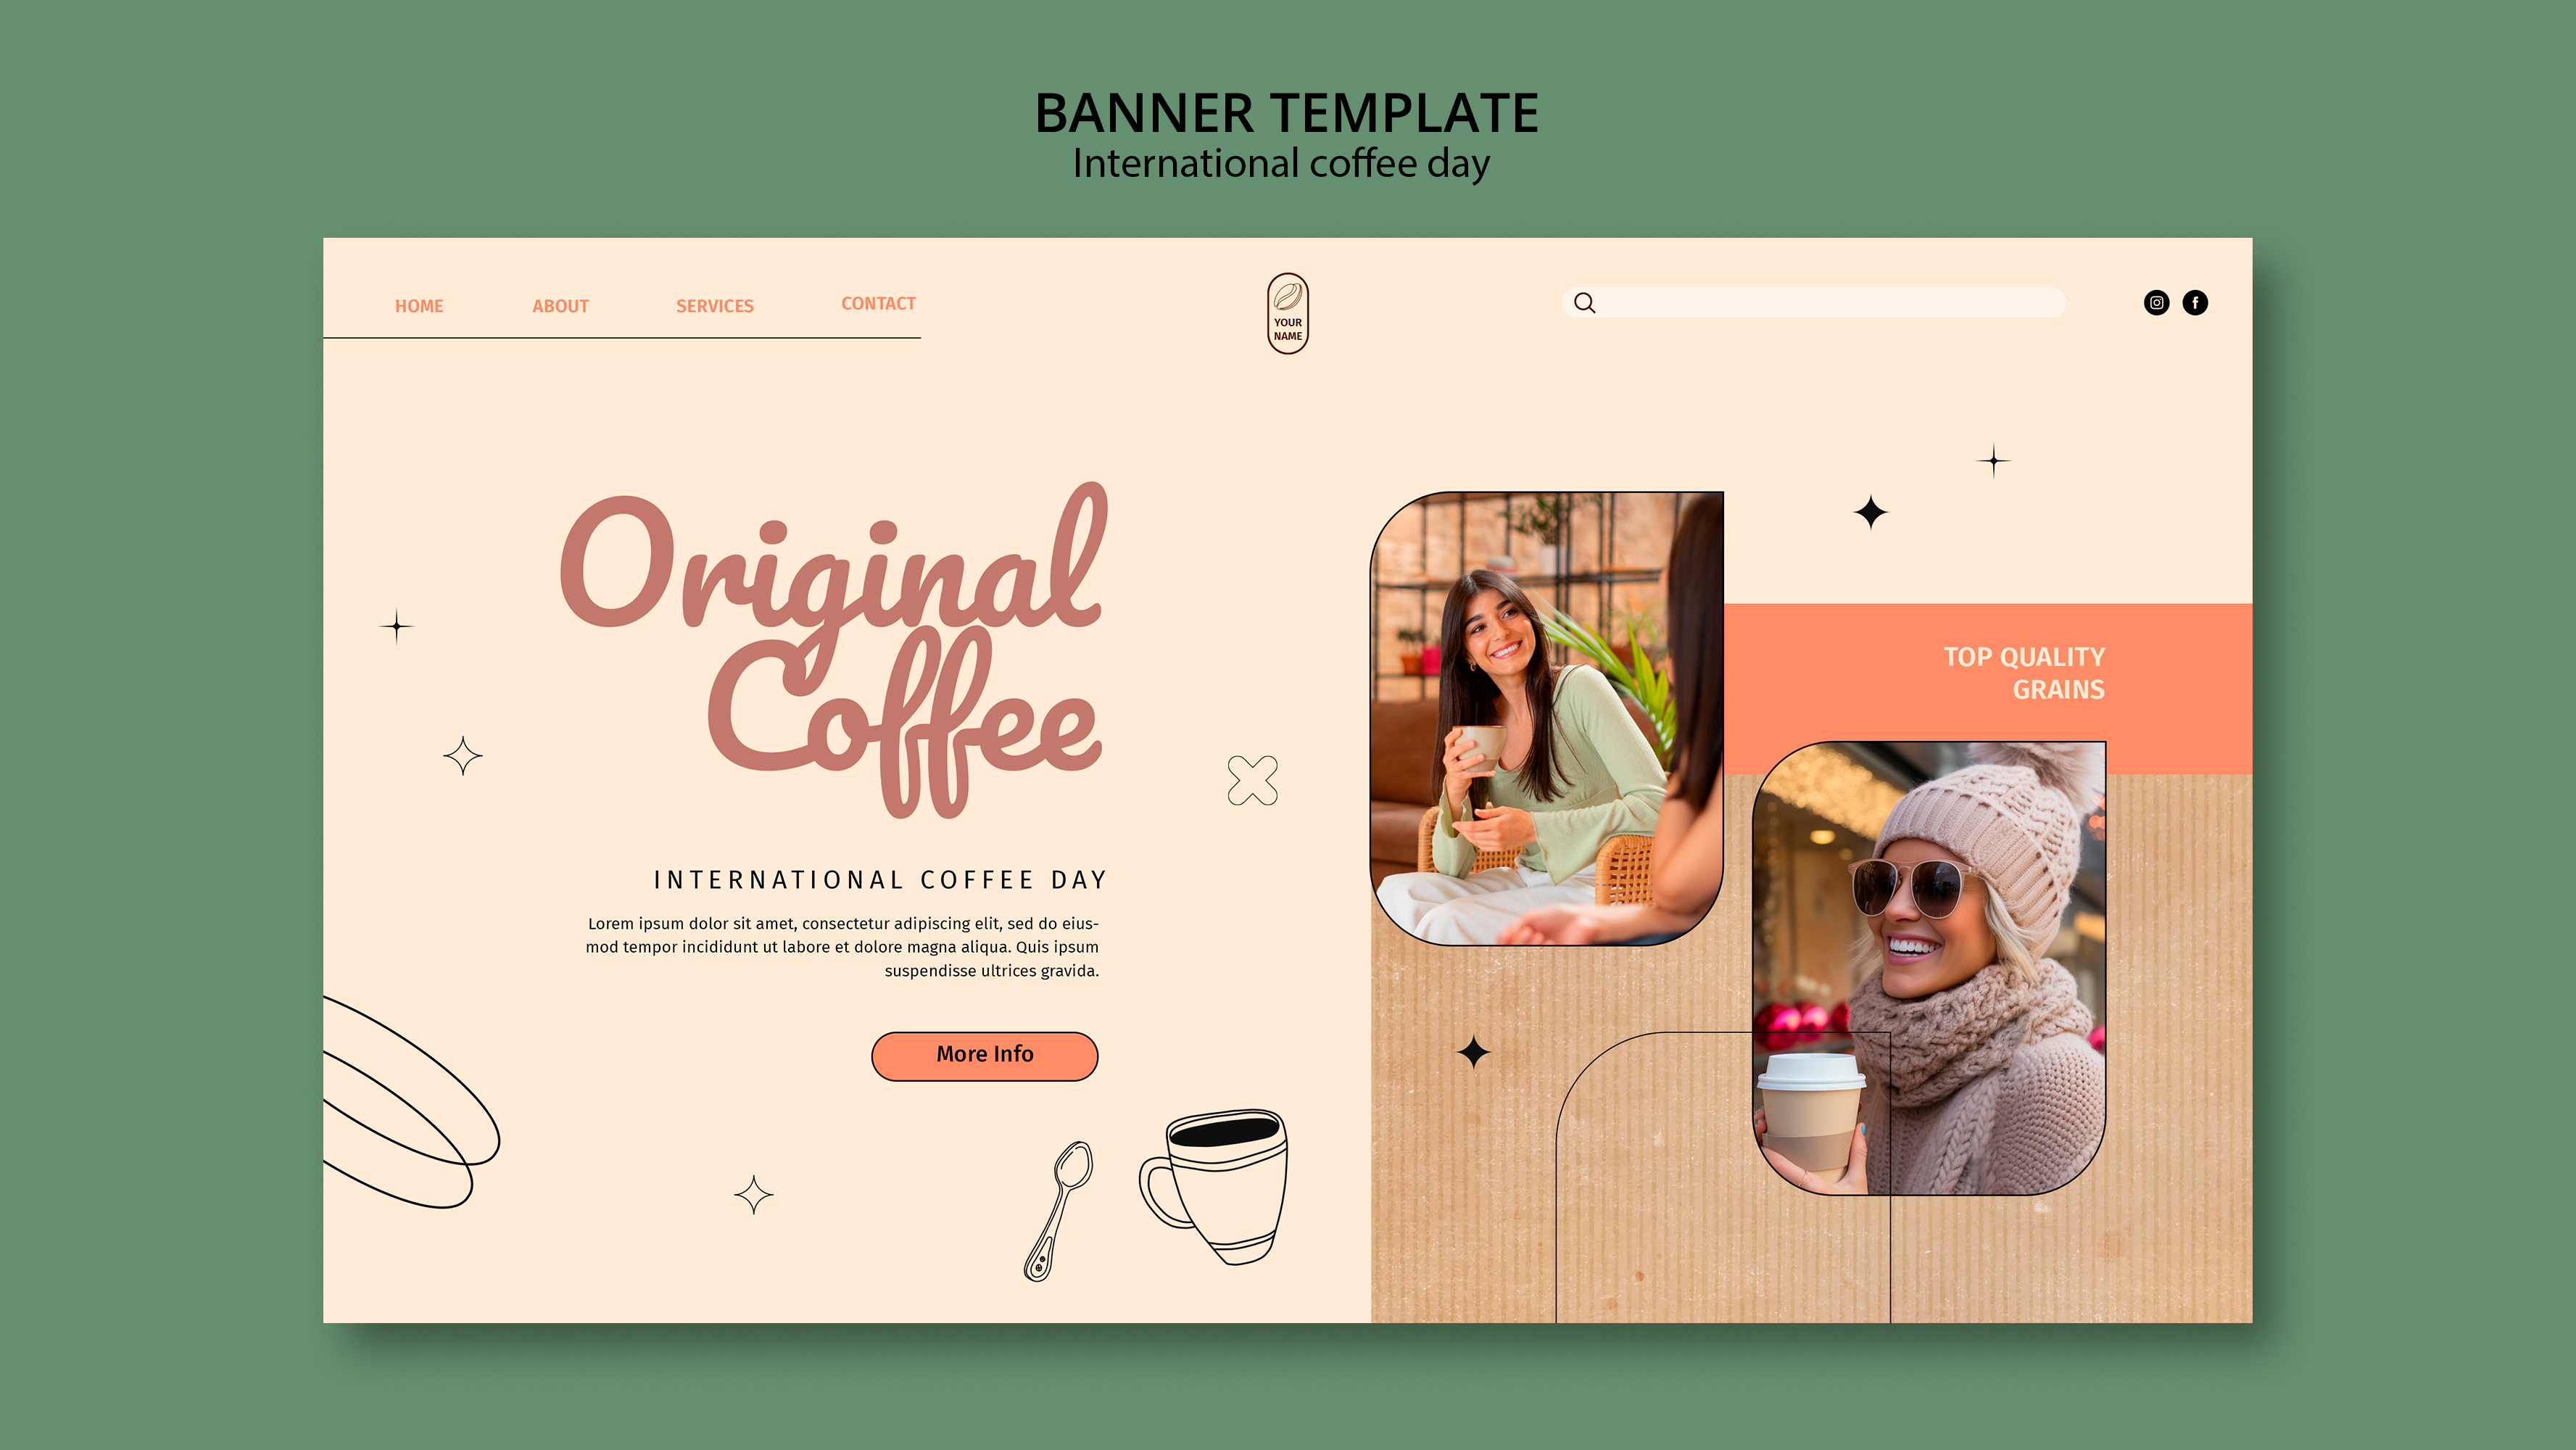 BANNER TEMPLATE
International coffee day
HOME
ABOUT
SERVICES
CONTACT
YOUR
NAME
Original
Coffee
TOP QUALITY
GRAINS
INTERNATIONAL COFFEE DAY
Lorem ipsum dolor sit amet, consectetur adipiscing elit, sed do eius-
mod tempor incididunt ut labore et dolore magna aliqua. Quis ipsum
suspendisse ultrices gravida.
More Info